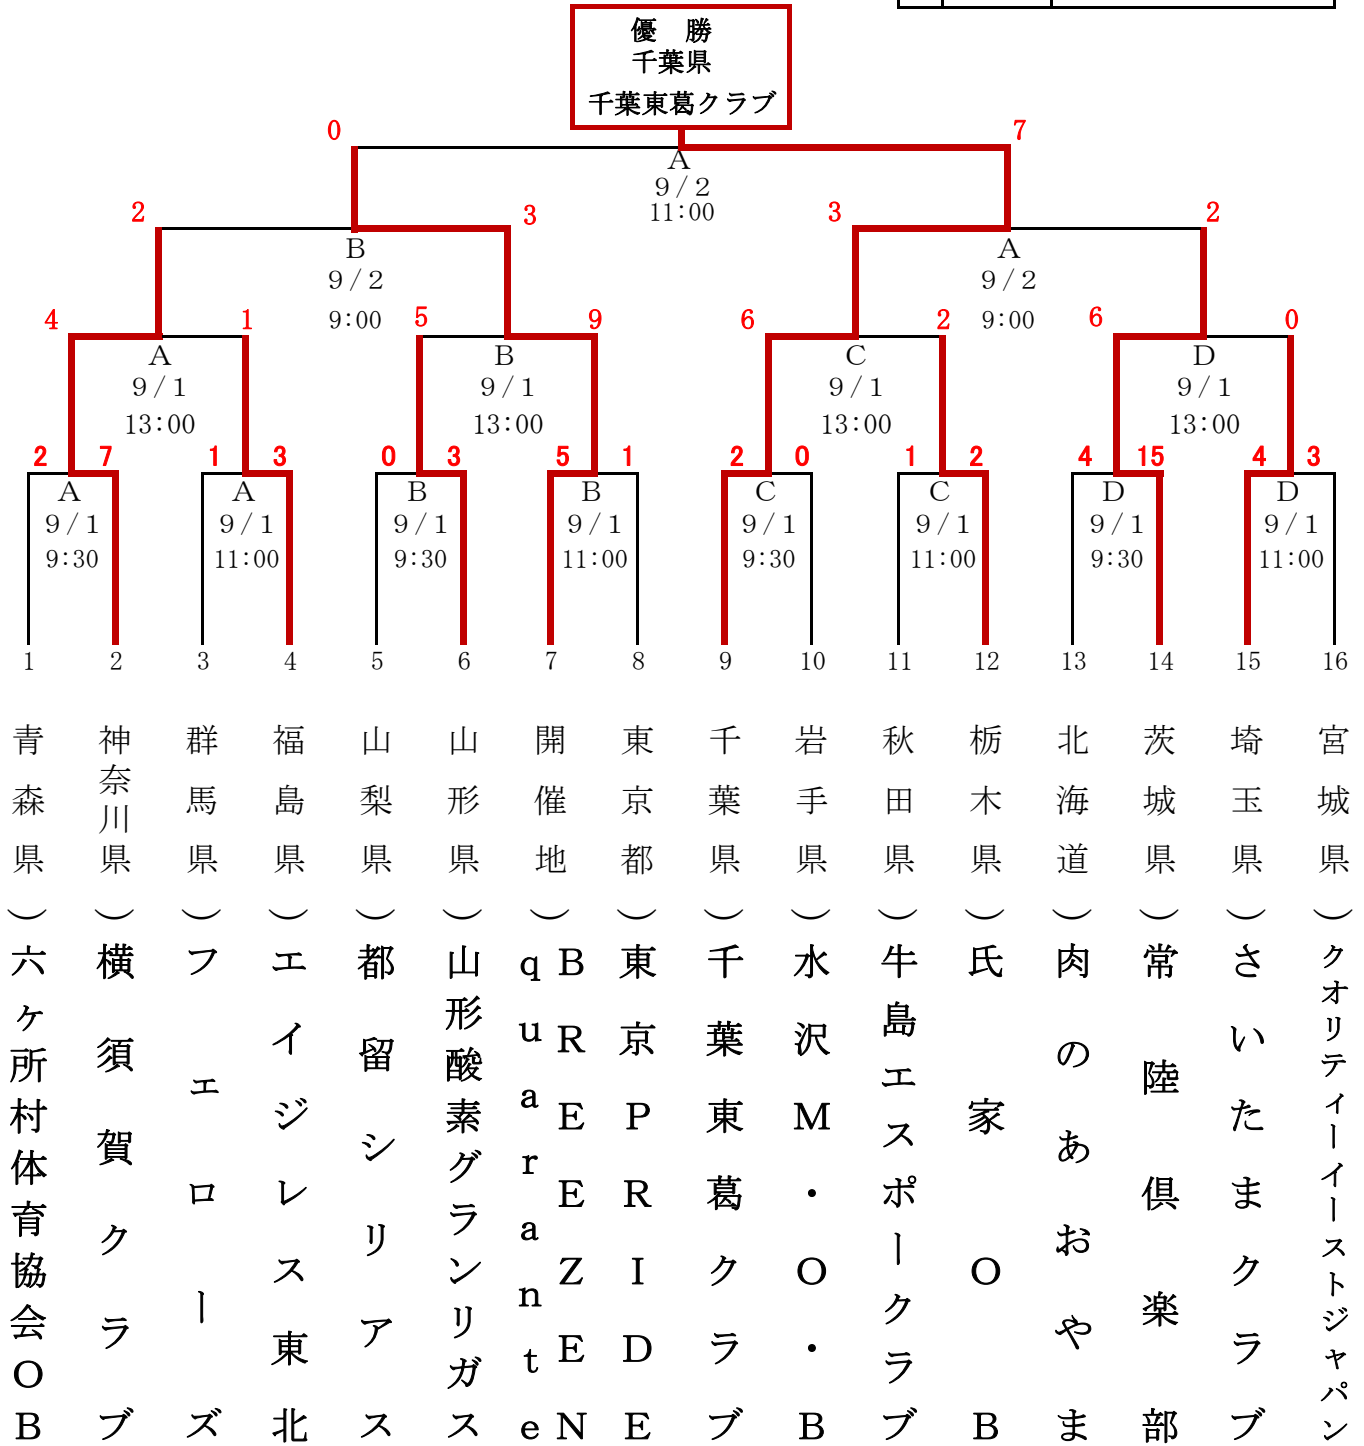 優　勝
千葉県
千葉東葛クラブ
0
7
A
9/2
11:00
2
3
3
2
B
9/2
9:00
A
9/2
9:00
4
1
5
9
6
2
6
0
A
9/1
13:00
B
9/1
13:00
C
9/1
13:00
D
9/1
13:00
2
7
1
3
0
3
5
1
2
0
1
2
4
15
4
3
A
9/1
9:30
A
9/1
11:00
B
9/1
9:30
B
9/1
11:00
C
9/1
9:30
C
9/1
11:00
D
9/1
9:30
D
9/1
11:00
1
2
3
4
5
6
7
8
9
10
11
12
13
14
15
16
青森県）六ヶ所村体育協会OB
神奈川県）横須賀クラブ
群馬県）フェローズ
福島県）エイジレス東北
山梨県）都留シリアス
山形県）山形酸素グランリガス
開催地）BREEZE EN
quarante
東京都）東京PRIDE
千葉県）千葉東葛クラブ
岩手県）水沢M・O・B
秋田県）牛島エスポークラブ
栃木県）氏家OB
北海道）肉のあおやま
茨城県）常陸倶楽部
埼玉県）さいたまクラブ
宮城県）クオリティーイーストジャパン